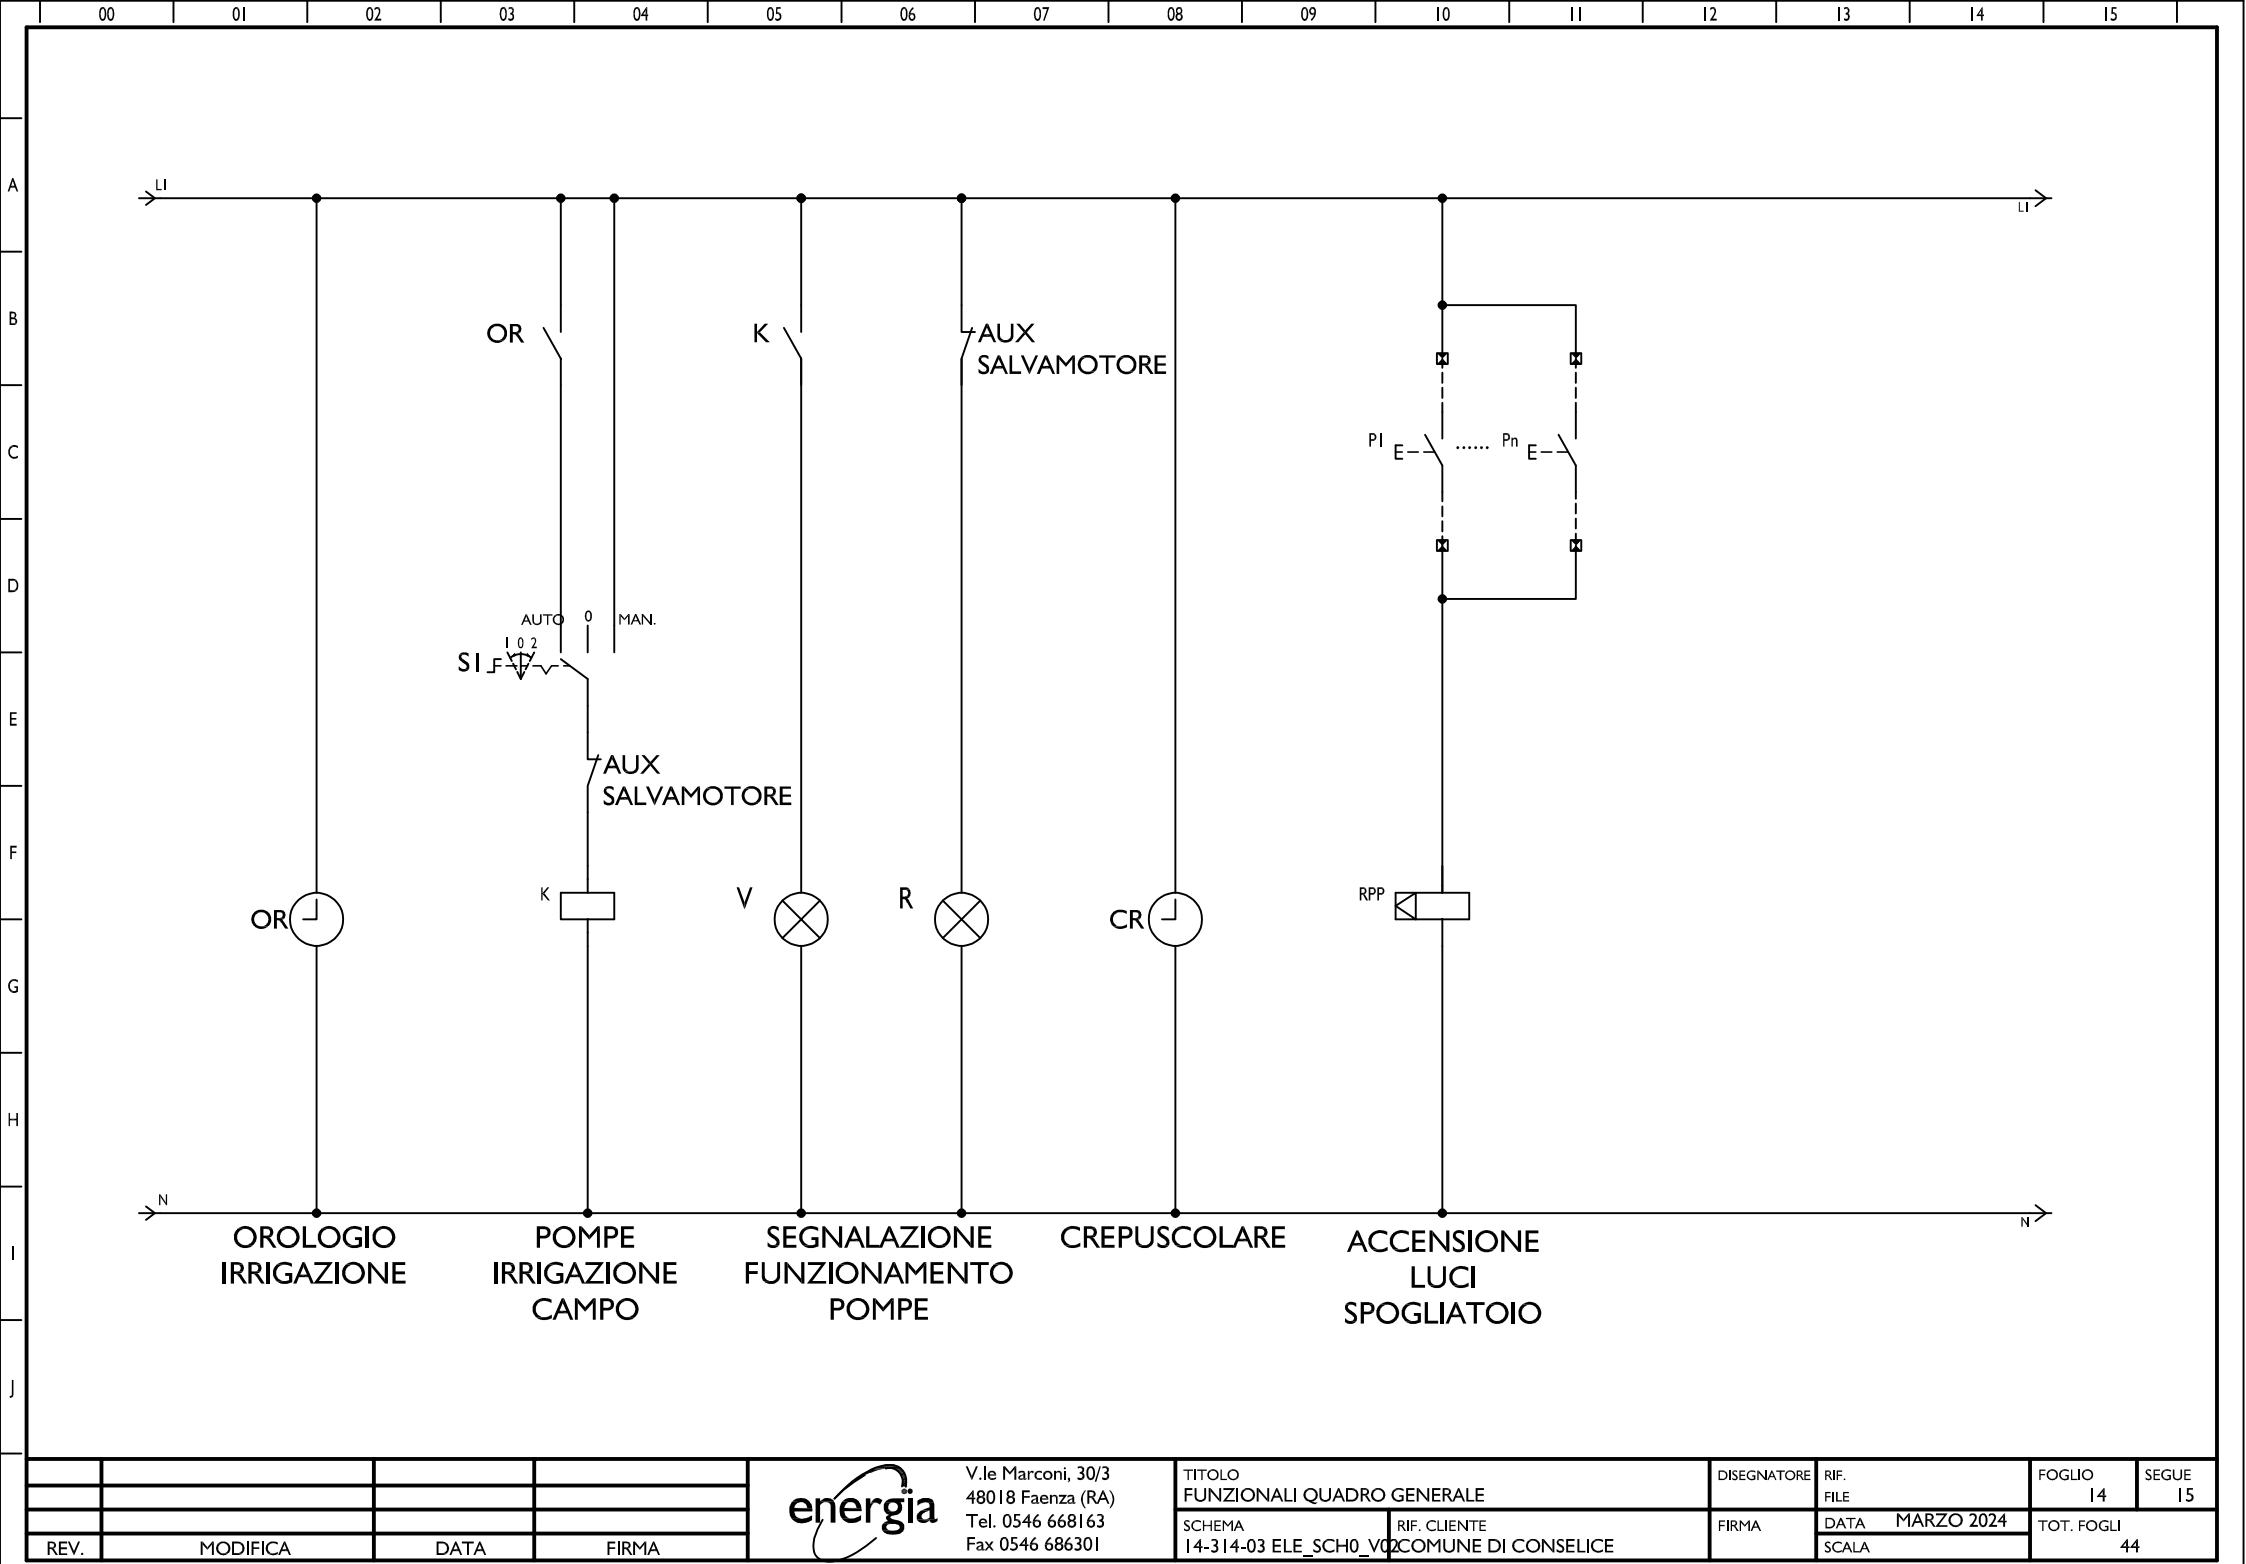 00 01 02 03 04 05 06 07 08 09 10 11 12 13 14 15
A
L1
L1
B
OR
K
AUX
SALVAMOTORE
C
P1
E
......
Pn
E
D
AUTO 0 MAN.
1 0 2
S1
E
AUX
SALVAMOTORE
F
OR
K
V
R
CR
RPP
G
H
N
N
I
OROLOGIO
IRRIGAZIONE
POMPE
IRRIGAZIONE
CAMPO
SEGNALAZIONE
FUNZIONAMENTO
POMPE
CREPUSCOLARE
ACCENSIONE
LUCI
SPOGLIATOIO
J
REV. MODIFICA DATA FIRMA
energia
V.le Marconi, 30/3
48018 Faenza (RA)
Tel. 0546 668163
Fax 0546 686301
TITOLO
FUNZIONALI QUADRO GENERALE
SCHEMA
14-314-03 ELE_SCH0_V02
RIF. CLIENTE
COMUNE DI CONSELICE
DISEGNATORE
FIRMA
RIF.
FILE
DATA MARZO 2024
SCALA
FOGLIO
14
SEGUE
15
TOT. FOGLI
44